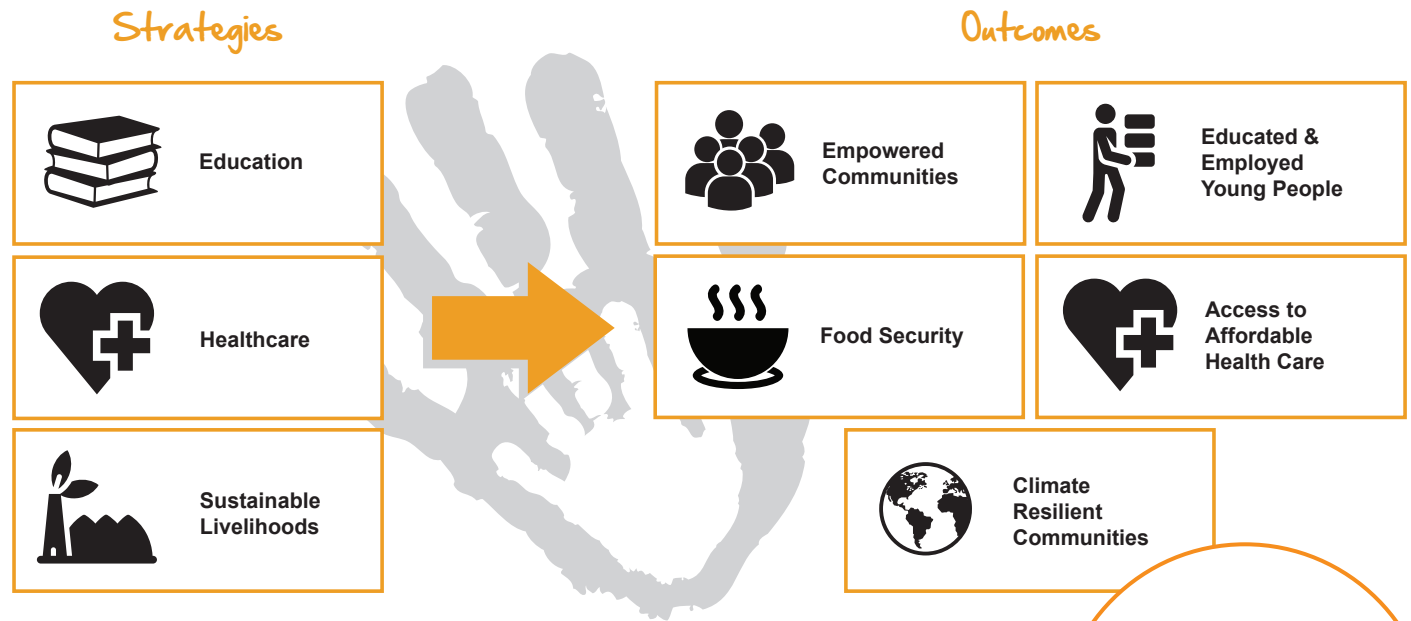 Strategies
Education
Healthcare
Sustainable
Livelihoods
Outcomes
Empowered
Communities
Educated &
Employed
Young People
Food Security
Access to
Affordable
Health Care
Climate
Resilient
Communities